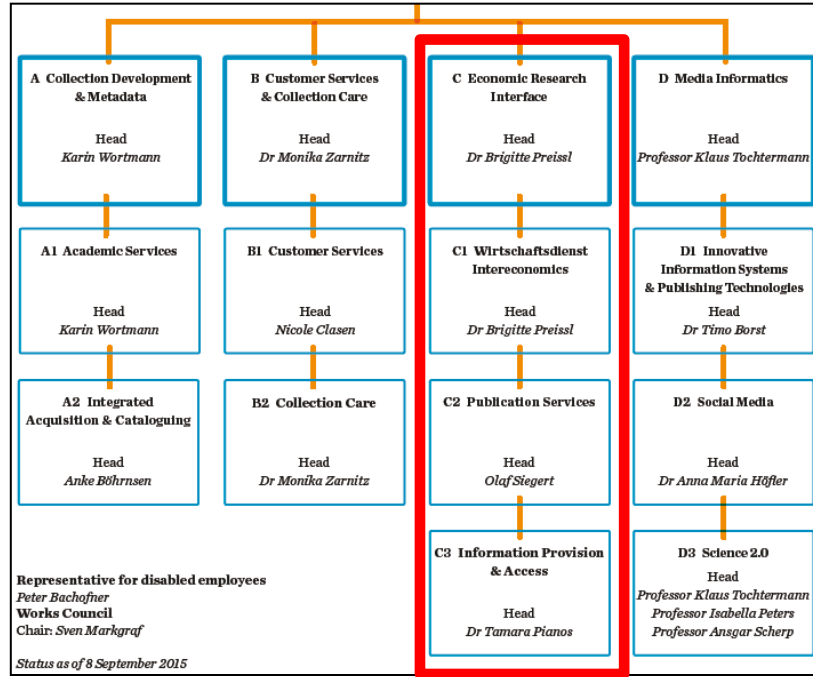 A Collection Development
& Metadata
Head
Karin Wortmann
B Customer Services
& Collection Care
Head
Dr Monika Zarnitz
C Economic Research
Interface
Head
Dr Brigitte Preissl
D Media Informatics
Head
Professor Klaus Tochtermann
A1 Academic Services
Head
Karin Wortmann
B1 Customer Services
Head
Nicole Clasen
C1 Wirtschaftsdienst
Intereconomics
Head
Dr Brigitte Preissl
D1 Innovative
Information Systems
& Publishing Technologies
Head
Dr Timo Borst
A2 Integrated
Acquisition & Cataloguing
Head
Anke Böhrnsen
B2 Collection Care
Head
Dr Monika Zarnitz
C2 Publication Services
Head
Olaf Siegert
D2 Social Media
Head
Dr Anna Maria Höfler
C3 Information Provision
& Access
Head
Dr Tamara Pianos
D3 Science 2.0
Head
Professor Klaus Tochtermann
Professor Isabella Peters
Professor Ansgar Scherp
Representative for disabled employees
Peter Bachofner
Works Council
Chair: Sven Markgraf
Status as of 8 September 2015